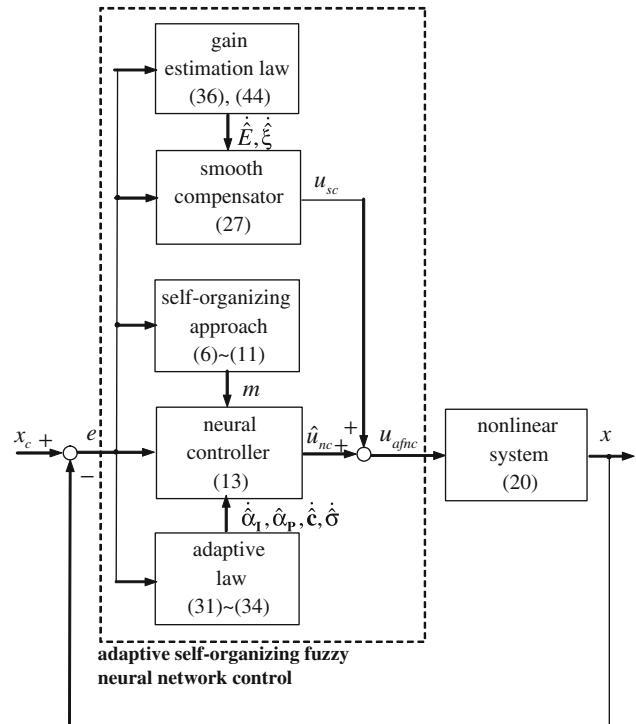 gain
estimation law
(36), (44)
Ė̂, ξ̂̇
smooth
compensator
(27)
u_sc
self-organizing
approach
(6)~(11)
m
x_c +
e
−
neural
controller
(13)
û_nc +
+
u_afnc
nonlinear
system
(20)
x
α̂̇_I, α̂_P, ĉ̇, σ̂̇
adaptive
law
(31)~(34)
adaptive self-organizing fuzzy
neural network control